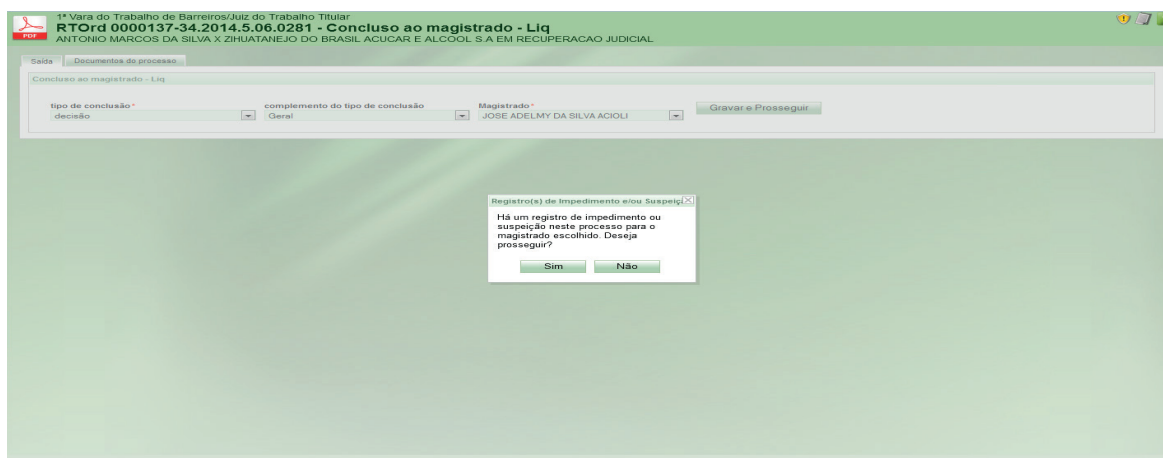 1ª Vara do Trabalho de Barreiros/Juiz do Trabalho Titular
RTOrd 0000137-34.2014.5.06.0281 - Concluso ao magistrado - Liq
PDF
ANTONIO MARCOS DA SILVA X ZIHUATANEJO DO BRASIL ACUCAR E ALCOOL S.A EM RECUPERACAO JUDICIAL
Saída Documentos do processo
Concluso ao magistrado - Liq
tipo de conclusão* complemento do tipo de conclusão Magistrado*
decisão Geral JOSE ADELMY DA SILVA ACIOLI Gravar e Prosseguir
Registro(s) de Impedimento e/ou Suspeiç
Há um registro de impedimento ou
suspeição neste processo para o
magistrado escolhido. Deseja
prosseguir?
Sim Não